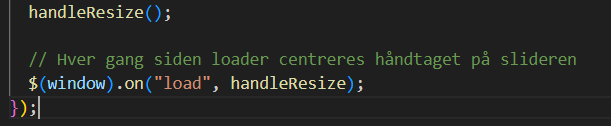 handleResize();
// Hver gang siden loader centreres håndtaget på slideren
$(window).on("load", handleResize);
});